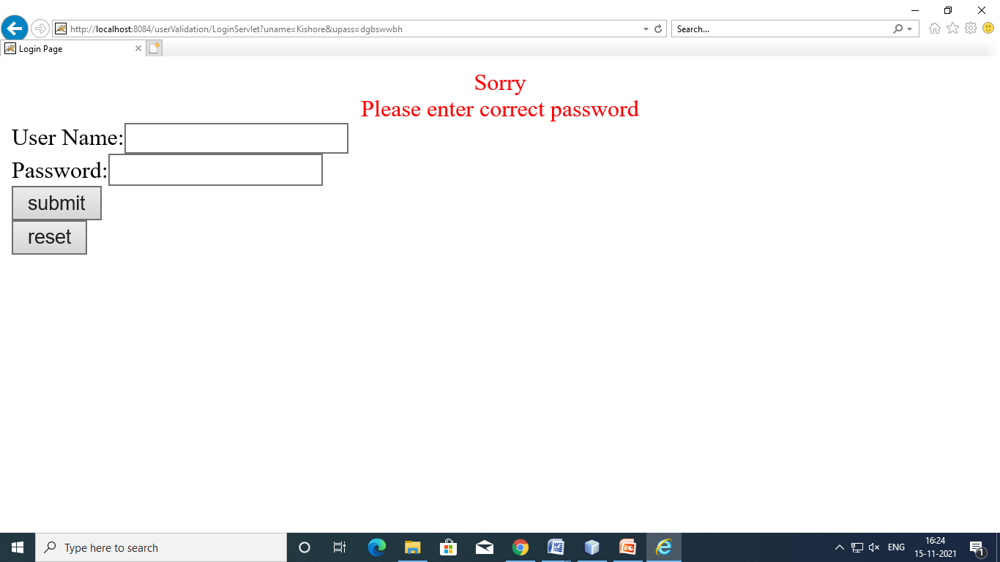 http://localhost:8084/userValidation/LoginServlet?uname=Kishore&upass=dgbswwbh
Search...
Login Page
Sorry
Please enter correct password
User Name:
Password:
submit
reset
Type here to search
ENG
16:24
15-11-2021
1